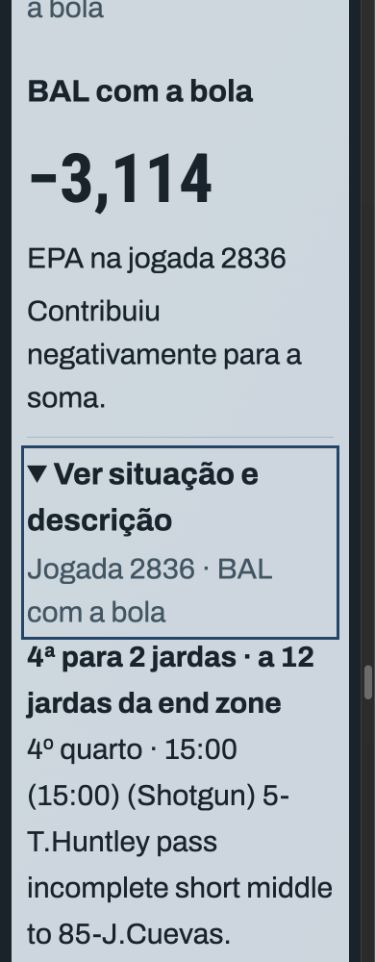 a bola
BAL com a bola
−3,114
EPA na jogada 2836
Contribuiu
negativamente para a
soma.
▼ Ver situação e
descrição
Jogada 2836 · BAL
com a bola
4ª para 2 jardas · a 12
jardas da end zone
4º quarto · 15:00
(15:00) (Shotgun) 5-
T.Huntley pass
incomplete short middle
to 85-J.Cuevas.